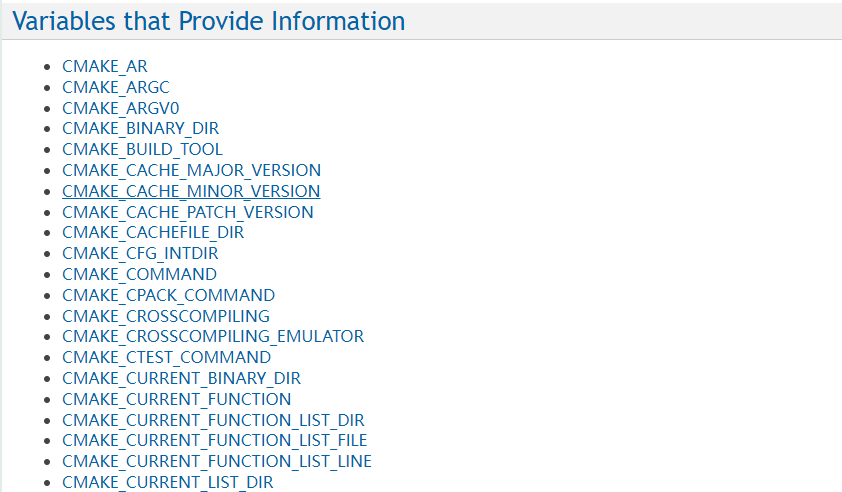 Variables that Provide Information
CMAKE_AR
CMAKE_ARGC
CMAKE_ARGV0
CMAKE_BINARY_DIR
CMAKE_BUILD_TOOL
CMAKE_CACHE_MAJOR_VERSION
CMAKE_CACHE_MINOR_VERSION
CMAKE_CACHE_PATCH_VERSION
CMAKE_CACHEFILE_DIR
CMAKE_CFG_INTDIR
CMAKE_COMMAND
CMAKE_CPACK_COMMAND
CMAKE_CROSSCOMPILING
CMAKE_CROSSCOMPILING_EMULATOR
CMAKE_CTEST_COMMAND
CMAKE_CURRENT_BINARY_DIR
CMAKE_CURRENT_FUNCTION
CMAKE_CURRENT_FUNCTION_LIST_DIR
CMAKE_CURRENT_FUNCTION_LIST_FILE
CMAKE_CURRENT_FUNCTION_LIST_LINE
CMAKE_CURRENT_LIST_DIR